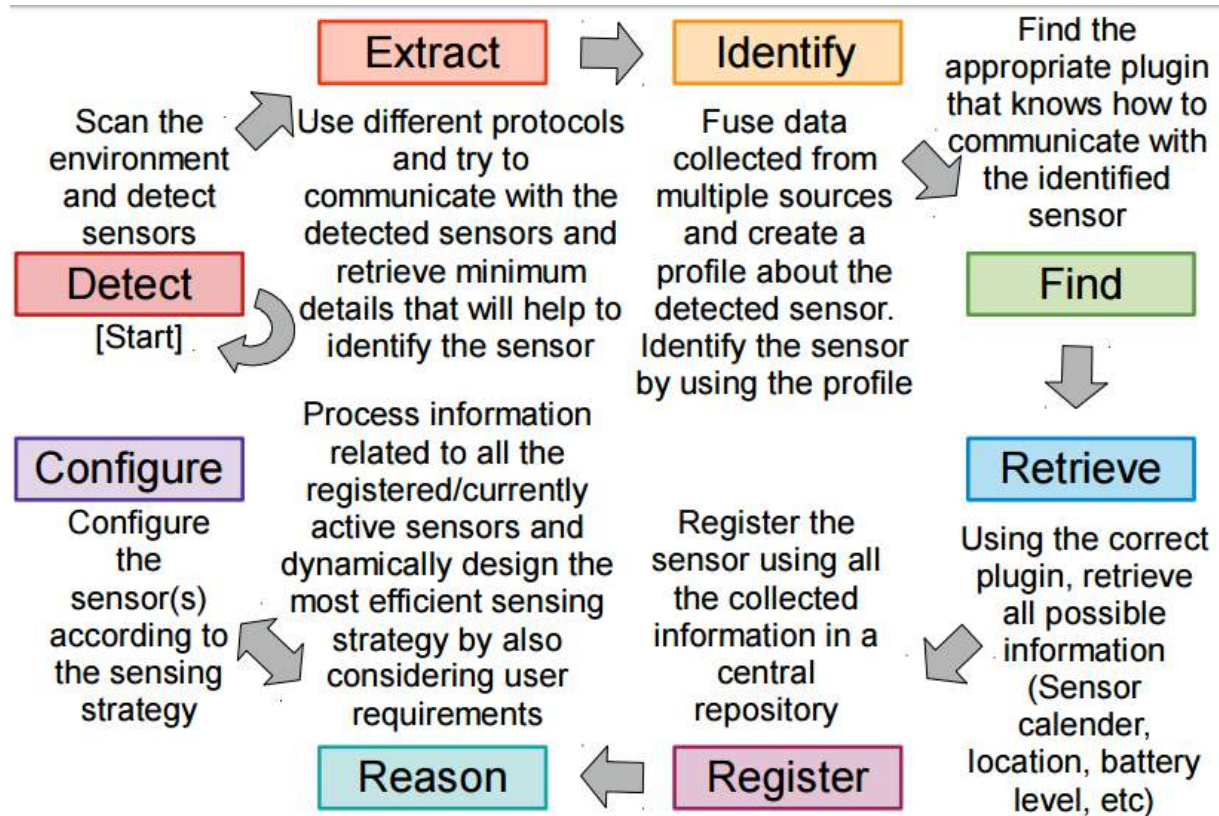 Extract
Identify
Find the
appropriate plugin
that knows how to
communicate with
the identified
sensor
Scan the
environment
and detect
sensors
Use different protocols
and try to
communicate with the
detected sensors and
retrieve minimum
details that will help to
identify the sensor
Fuse data
collected from
multiple sources
and create a
profile about the
detected sensor.
Identify the sensor
by using the profile
Detect
[Start]
Find
Configure
Configure
the
sensor(s)
according to
the sensing
strategy
Process information
related to all the
registered/currently
active sensors and
dynamically design the
most efficient sensing
strategy by also
considering user
requirements
Register the
sensor using all
the collected
information in a
central
repository
Retrieve
Using the correct
plugin, retrieve
all possible
information
(Sensor
calender,
location, battery
level, etc)
Reason
Register